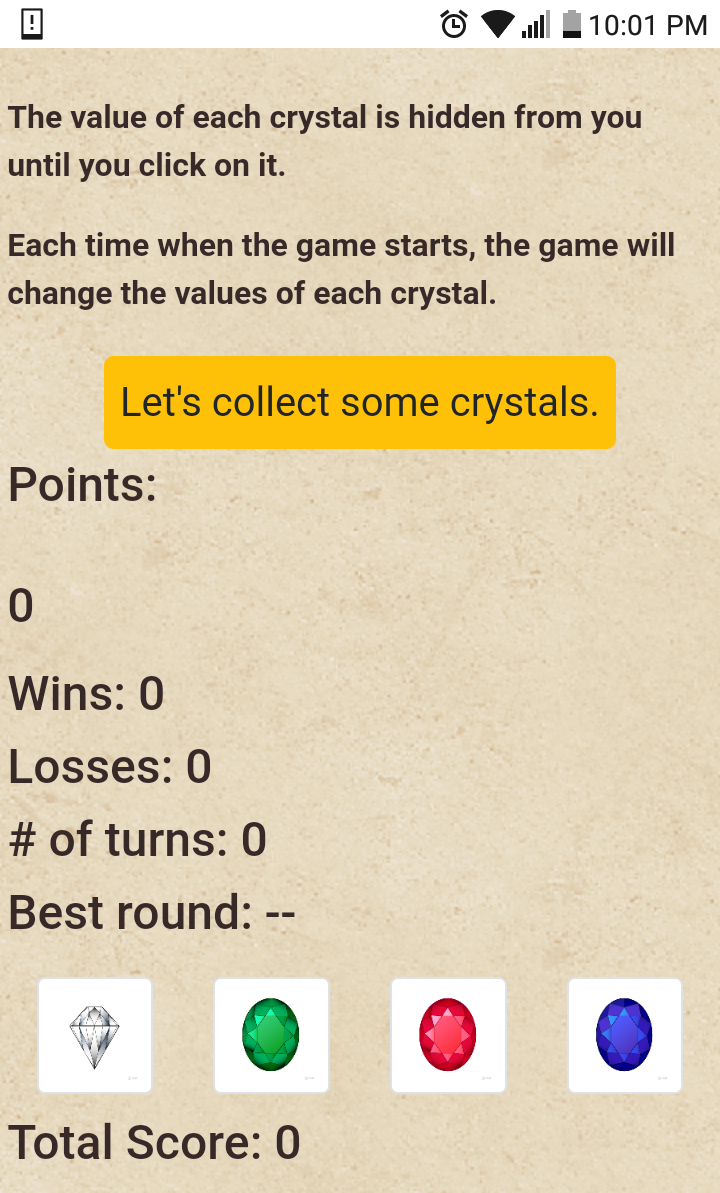 10:01 PM
The value of each crystal is hidden from you
until you click on it.
Each time when the game starts, the game will
change the values of each crystal.
Let's collect some crystals.
Points:
0
Wins: 0
Losses: 0
# of turns: 0
Best round: --
Total Score: 0